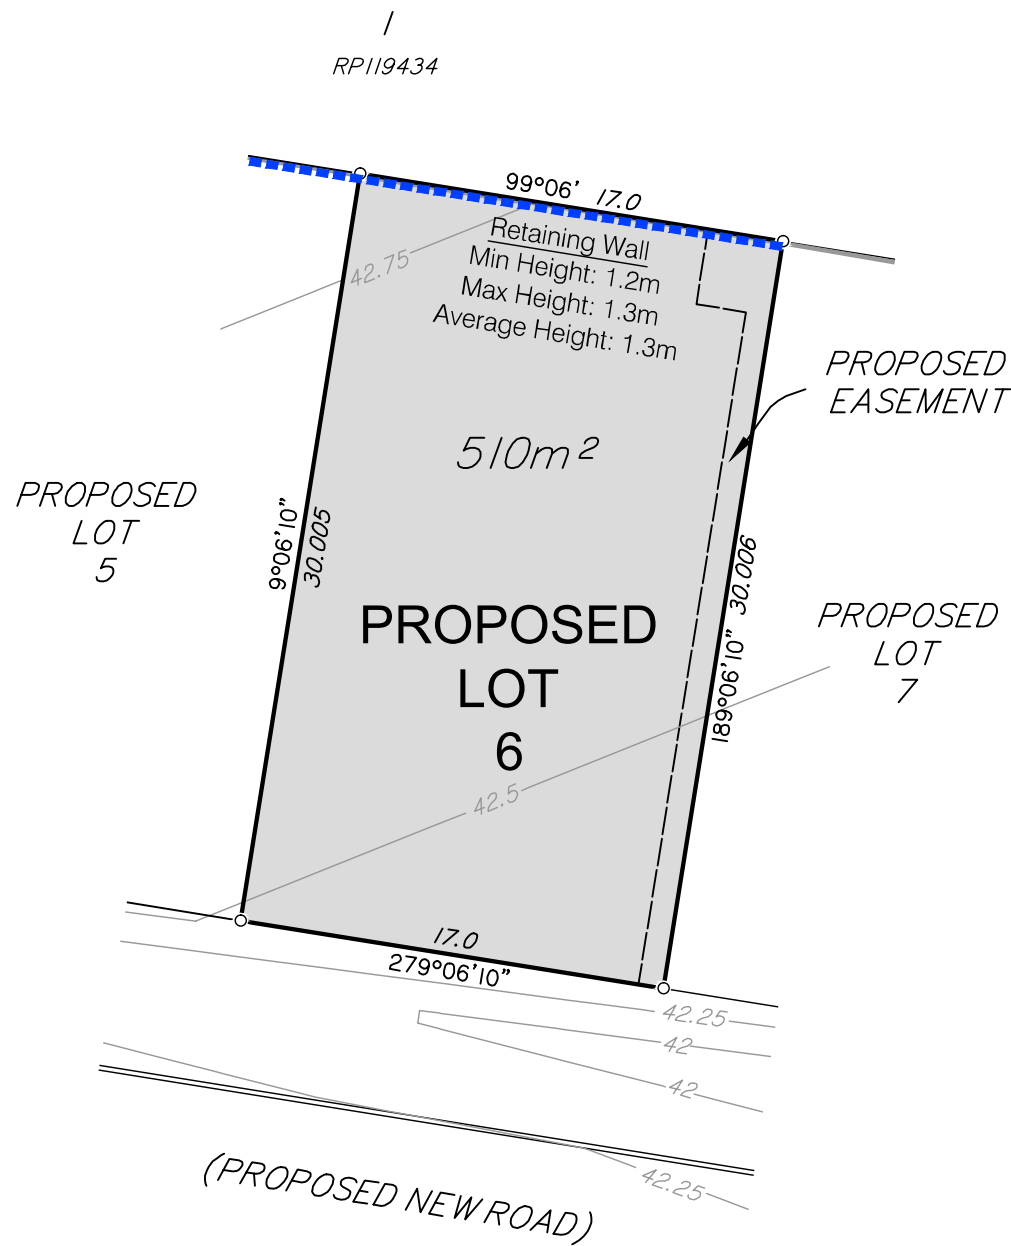 1
RP119434
99°06' 17.0
Retaining Wall
Min Height: 1.2m
Max Height: 1.3m
Average Height: 1.3m
42.75
PROPOSED
EASEMENT
510m²
PROPOSED
LOT
5
9°06'10"
30.005
30.006
189°06'10"
PROPOSED
LOT
6
PROPOSED
LOT
7
42.5
17.0
279°06'10"
42.25
42
42
42.25
(PROPOSED NEW ROAD)